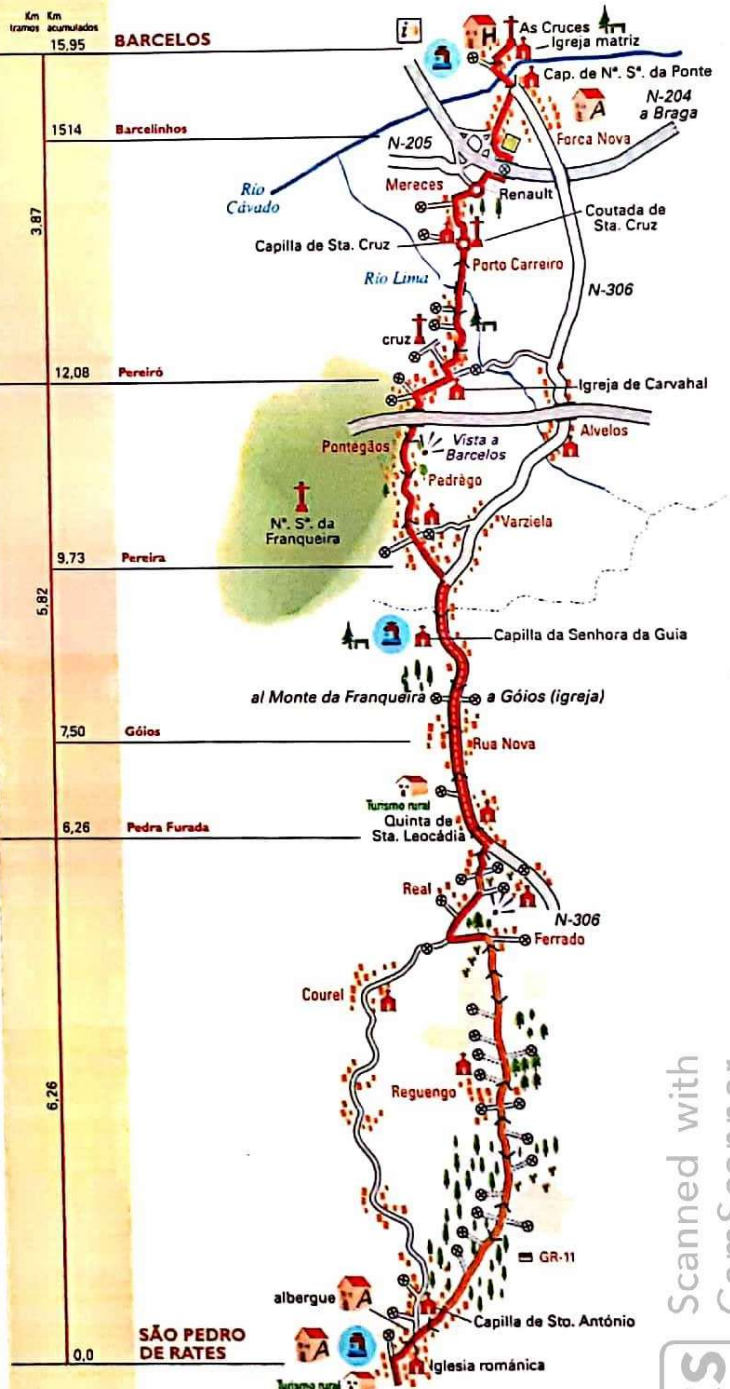 Km tramos
Km acumulados
15,95 BARCELOS
i
H
As Cruces
Igreja matriz
Cap. de Nª. Sª. da Ponte
A
N-204
a Braga
1514 Barcelinhos
N-205
Forca Nova
Mereces
Renault
Río
Cávado
Coutada de
Sta. Cruz
Capilla de Sta. Cruz
3,87
Porto Carreiro
Río Lima
N-306
cruz
12,08 Pereiró
Igreja de Carvahal
Alvelos
Pontegãos
Vista a
Barcelos
Pedrêgo
Nª. Sª. da
Franqueira
Varziela
9,73 Pereira
5,82
Capilla da Senhora da Guia
al Monte da Franqueira
a Góios (igreja)
7,50 Góios
Rua Nova
Turismo rural
Quinta de
Sta. Leocádia
6,26 Pedra Furada
Real
N-306
Ferrado
Courel
6,26
Reguengo
GR-11
albergue
A
Capilla de Sto. António
SÃO PEDRO
DE RATES
0,0
A
Iglesia románica
Turismo rural
Scanned with
CamScanner
CS